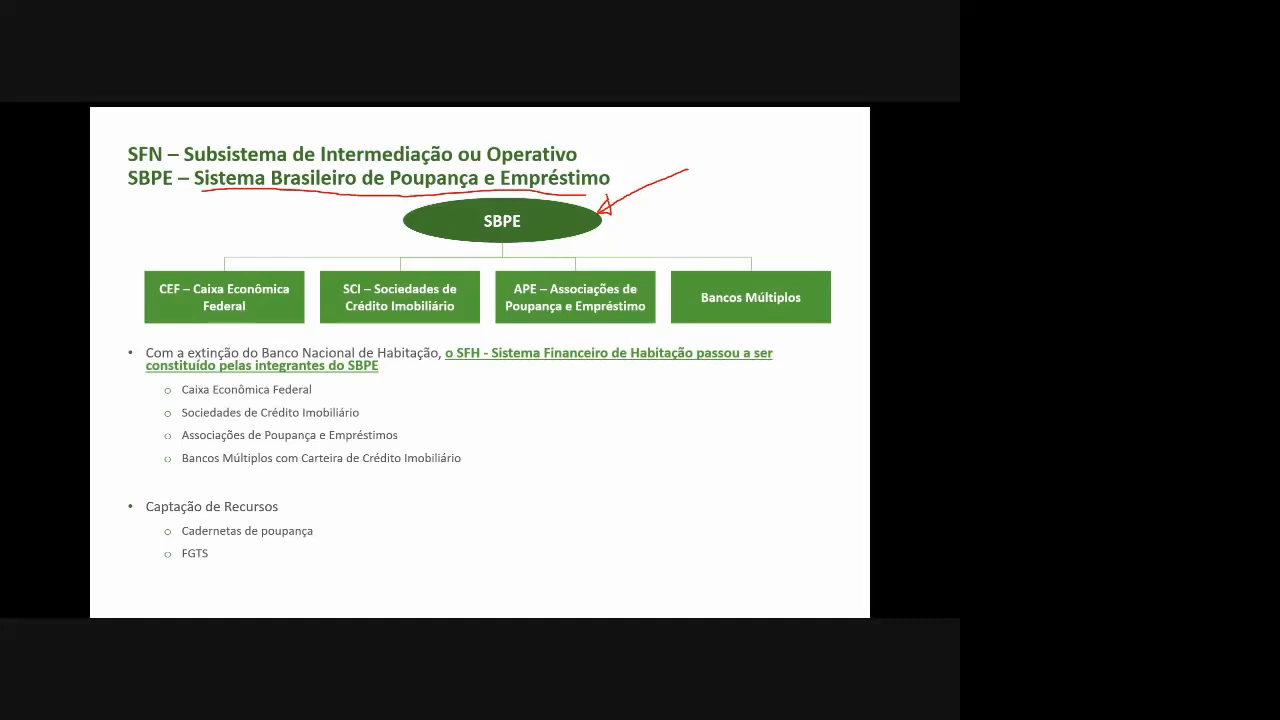 SFN – Subsistema de Intermediação ou Operativo
SBPE – Sistema Brasileiro de Poupança e Empréstimo
SBPE
CEF – Caixa Econômica
Federal
SCI – Sociedades de
Crédito Imobiliário
APE – Associações de
Poupança e Empréstimo
Bancos Múltiplos
• Com a extinção do Banco Nacional de Habitação, o SFH - Sistema Financeiro de Habitação passou a ser
constituído pelas integrantes do SBPE
o Caixa Econômica Federal
o Sociedades de Crédito Imobiliário
o Associações de Poupança e Empréstimos
o Bancos Múltiplos com Carteira de Crédito Imobiliário
• Captação de Recursos
o Cadernetas de poupança
o FGTS